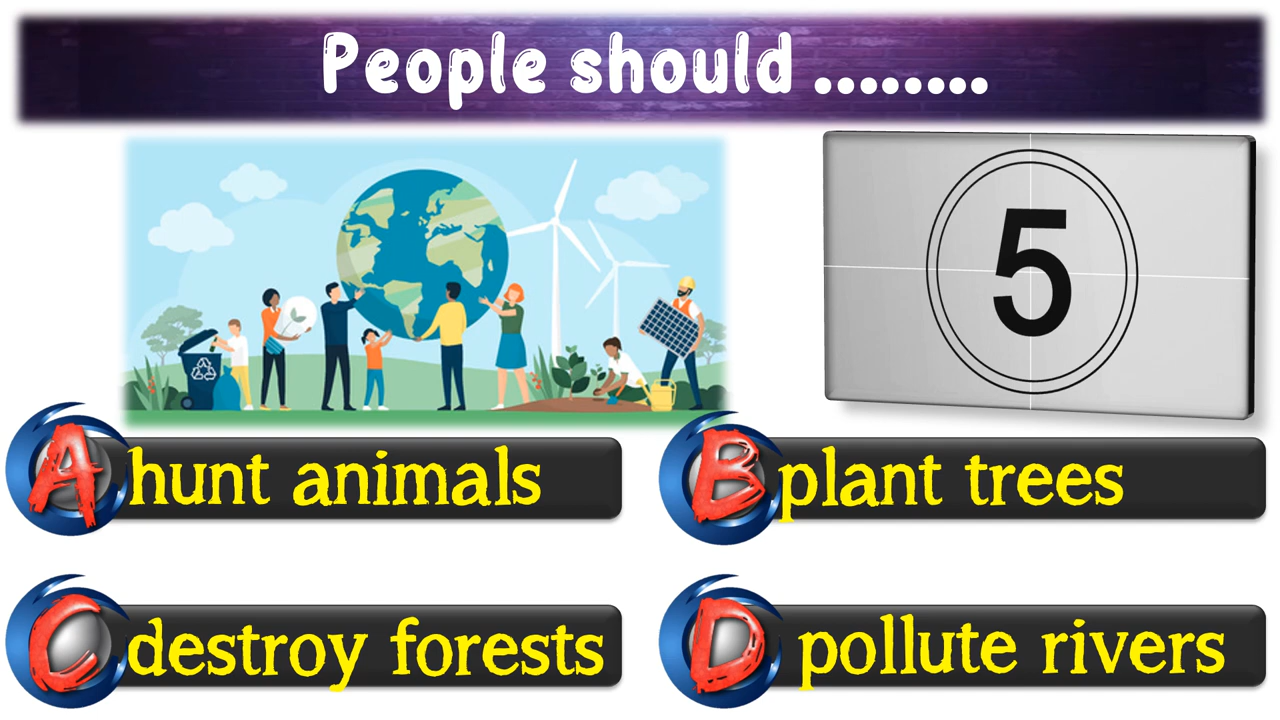 People should ........
5
A hunt animals
B plant trees
C destroy forests
D pollute rivers